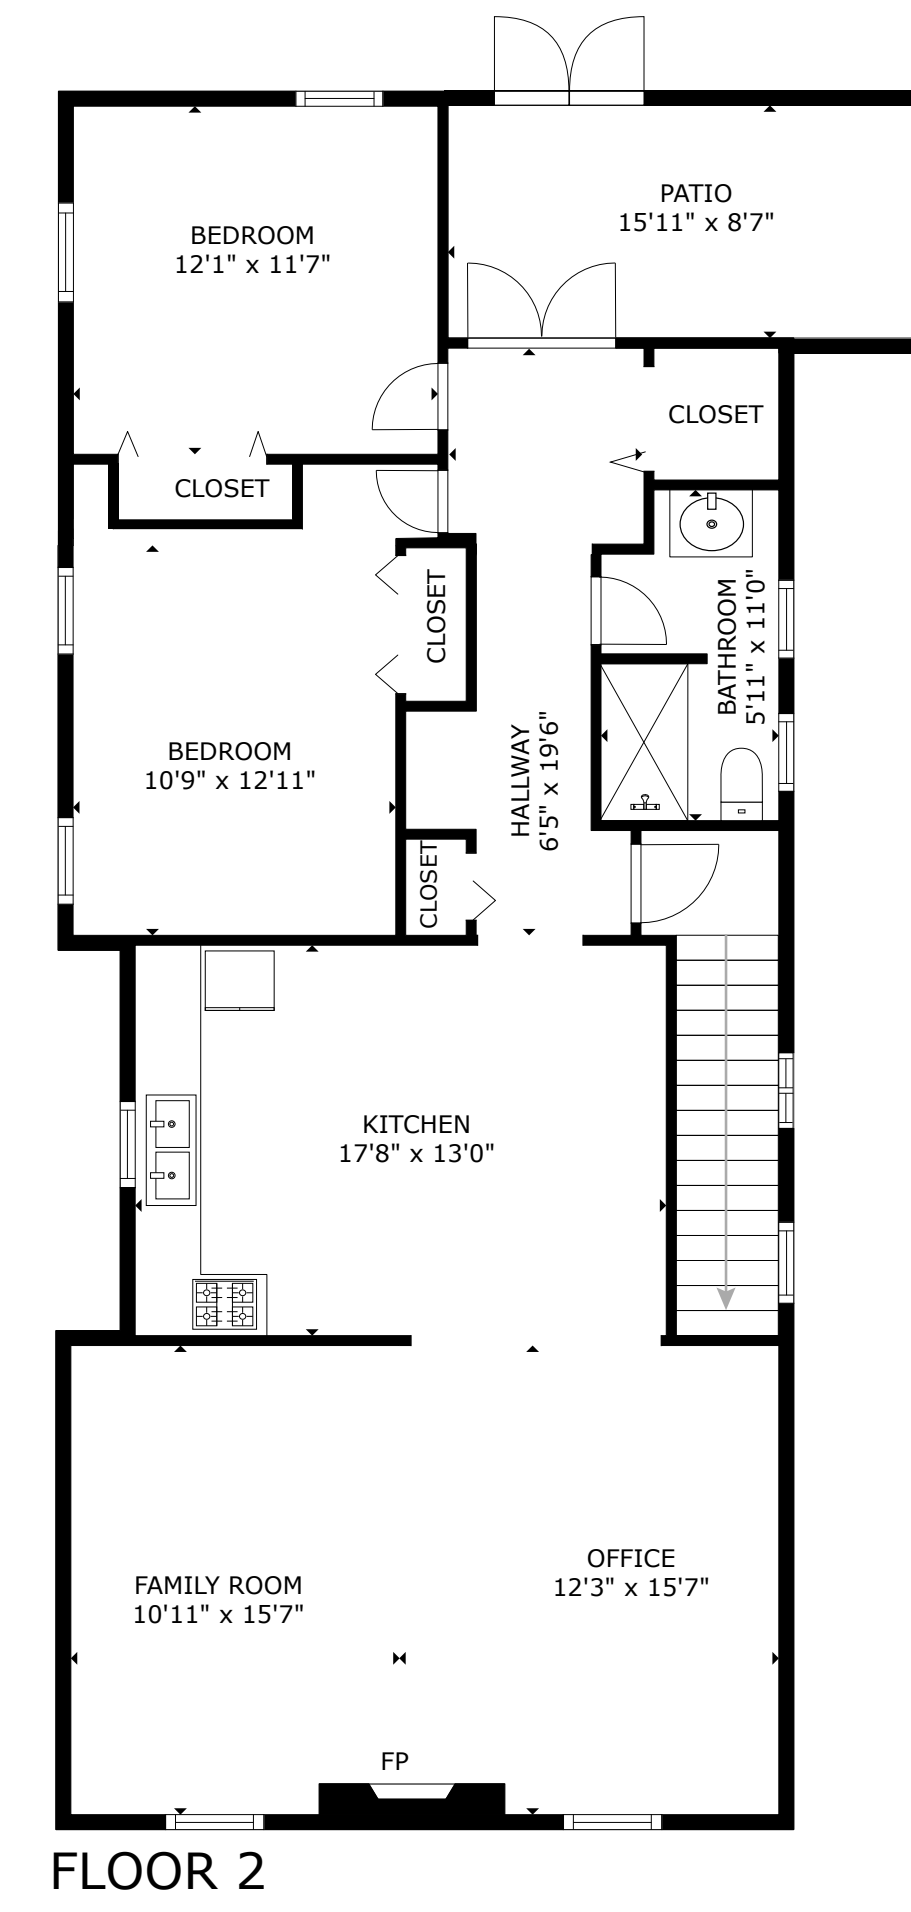 PATIO
15'11" x 8'7"
BEDROOM
12'1" x 11'7"
CLOSET
CLOSET
CLOSET
BATHROOM
5'11" x 11'0"
BEDROOM
10'9" x 12'11"
HALLWAY
6'5" x 19'6"
CLOSET
KITCHEN
17'8" x 13'0"
OFFICE
12'3" x 15'7"
FAMILY ROOM
10'11" x 15'7"
FP
FLOOR 2